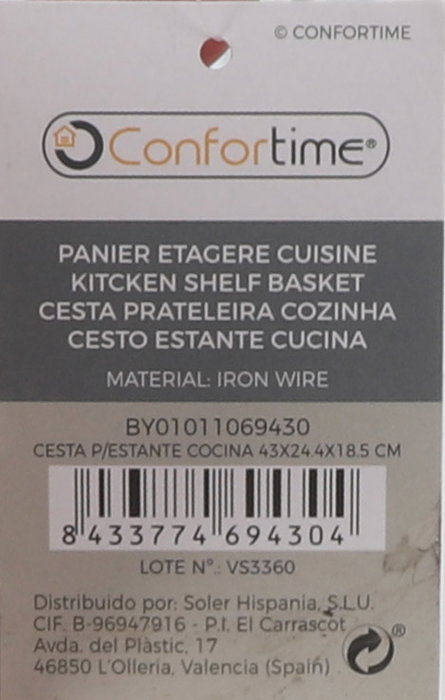 © CONFORTIME
Confortime®
PANIER ETAGERE CUISINE
KITCKEN SHELF BASKET
CESTA PRATELEIRA COZINHA
CESTO ESTANTE CUCINA
MATERIAL: IRON WIRE
BY01011069430
CESTA P/ESTANTE COCINA 43X24.4X18.5 CM
8 433774 694304
LOTE Nº.: VS3360
Distribuido por: Soler Hispania, S.L.U.
CIF. B-96947916 - P.I. El Carrascot
Avda. del Plàstic, 17
46850 L'Olleria, Valencia (Spain)
®